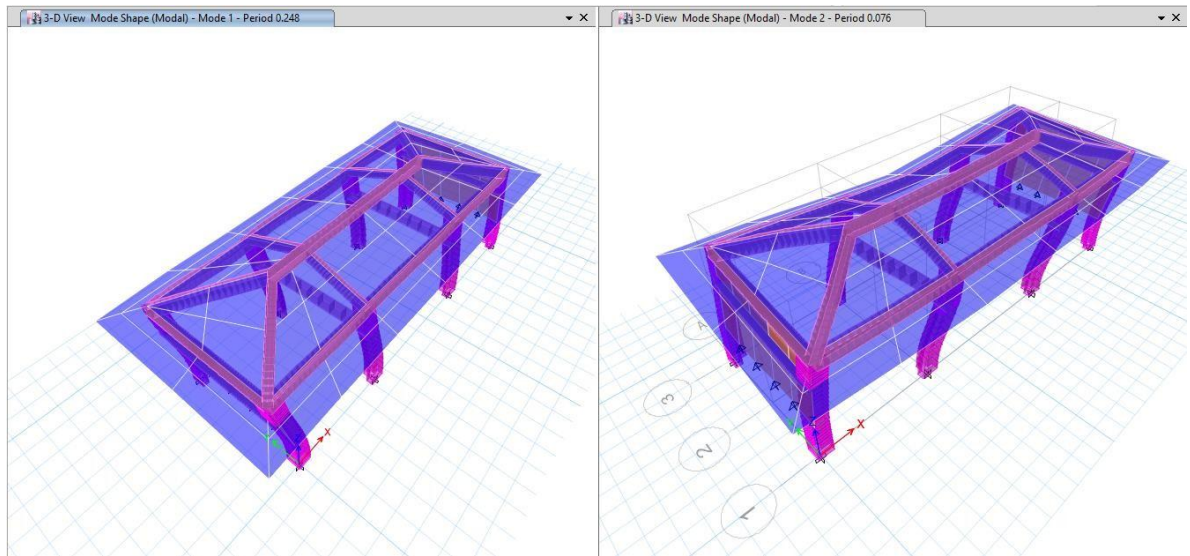 3-D View Mode Shape (Modal) - Mode 1 - Period 0.248
3-D View Mode Shape (Modal) - Mode 2 - Period 0.076
X
X
A
3
2
1